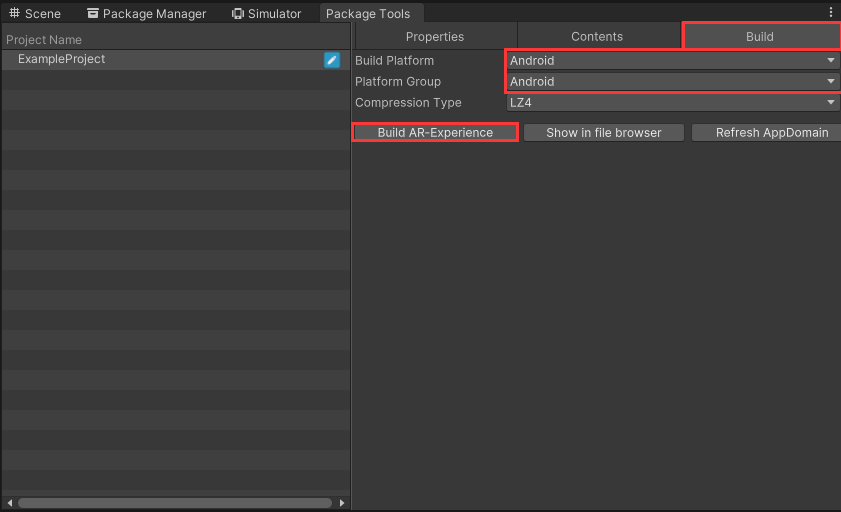 Scene Package Manager Simulator Package Tools
Project Name
ExampleProject
Properties Contents Build
Build Platform Android
Platform Group Android
Compression Type LZ4
Build AR-Experience Show in file browser Refresh AppDomain